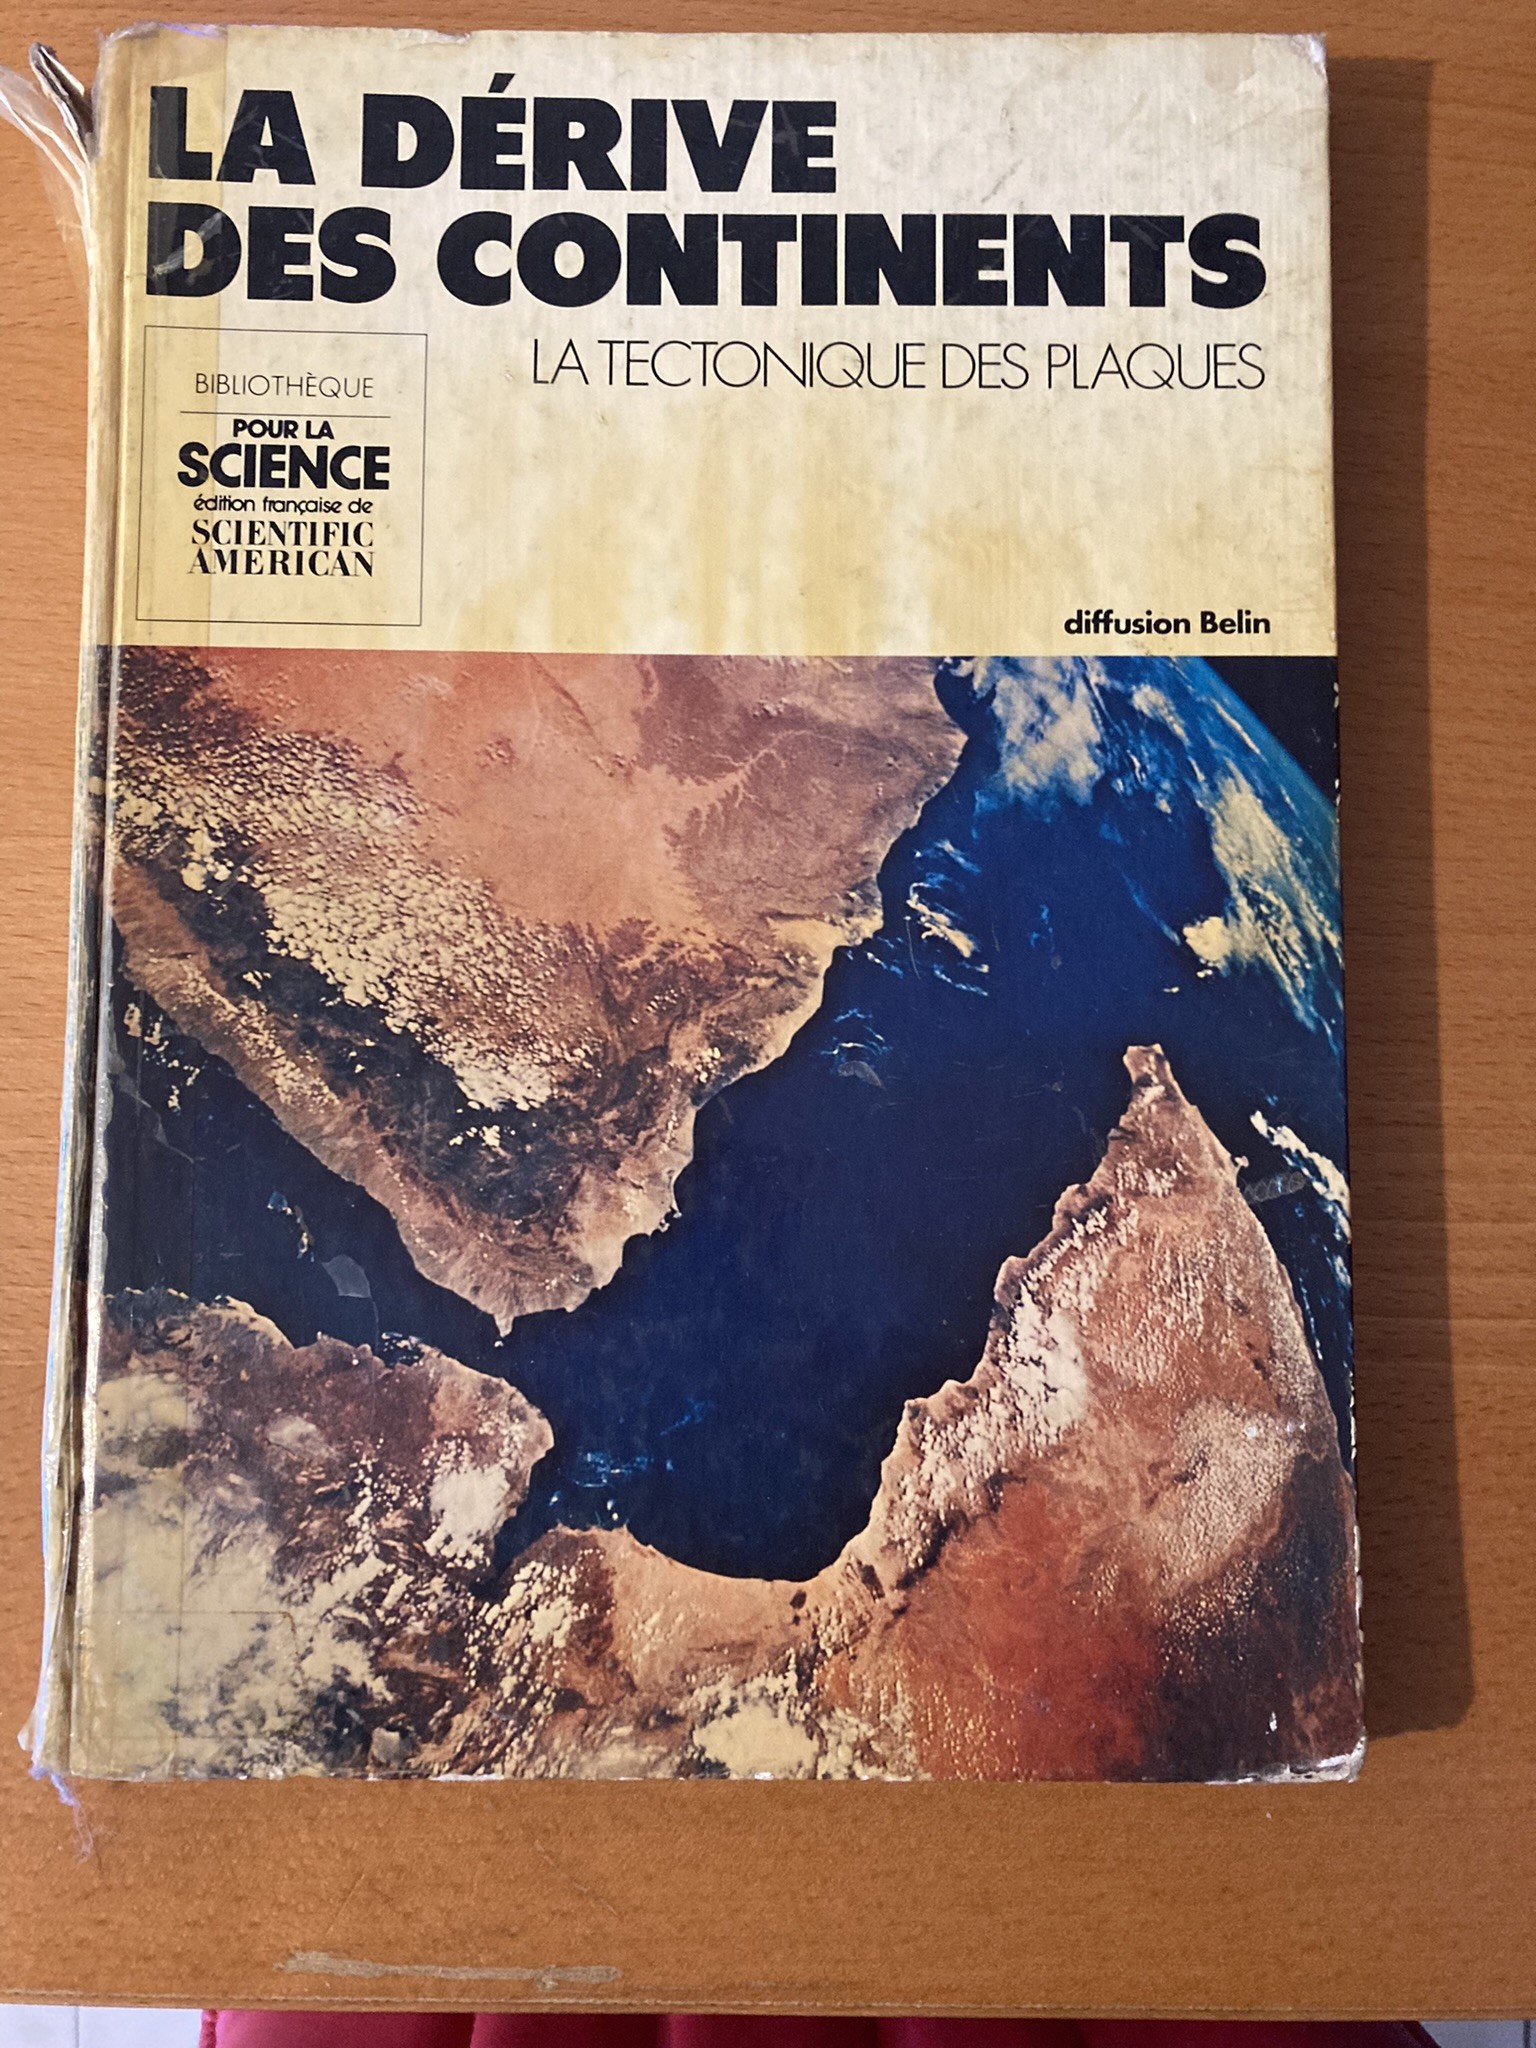 LA DÉRIVE
DES CONTINENTS
LA TECTONIQUE DES PLAQUES
BIBLIOTHÈQUE
POUR LA
SCIENCE
édition française de
SCIENTIFIC
AMERICAN
diffusion Belin